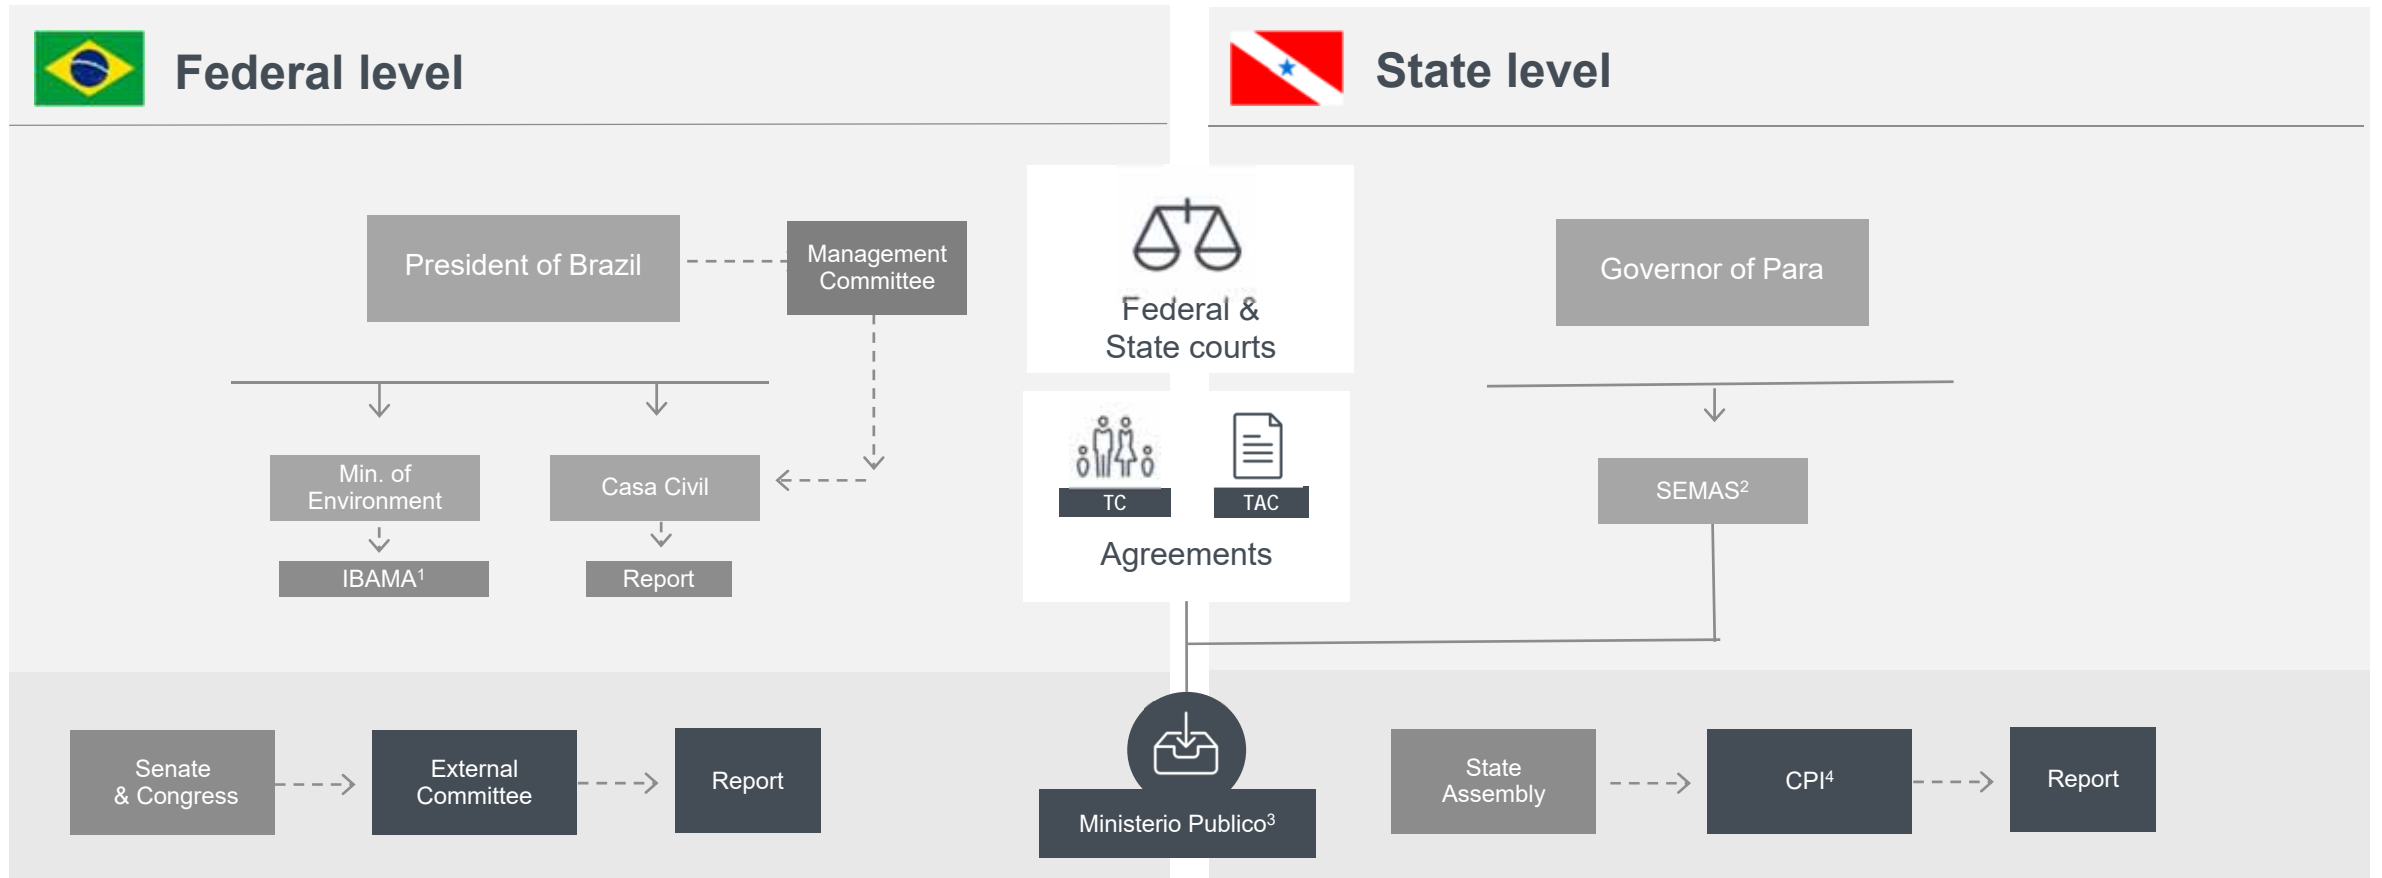 Federal level
President of Brazil
Management
Committee
Min. of
Environment
Casa Civil
IBAMA¹
Report
Senate
& Congress
External
Committee
Report
Federal &
State courts
TC
TAC
Agreements
Ministerio Publico³
State level
Governor of Para
SEMAS²
State
Assembly
CPI⁴
Report